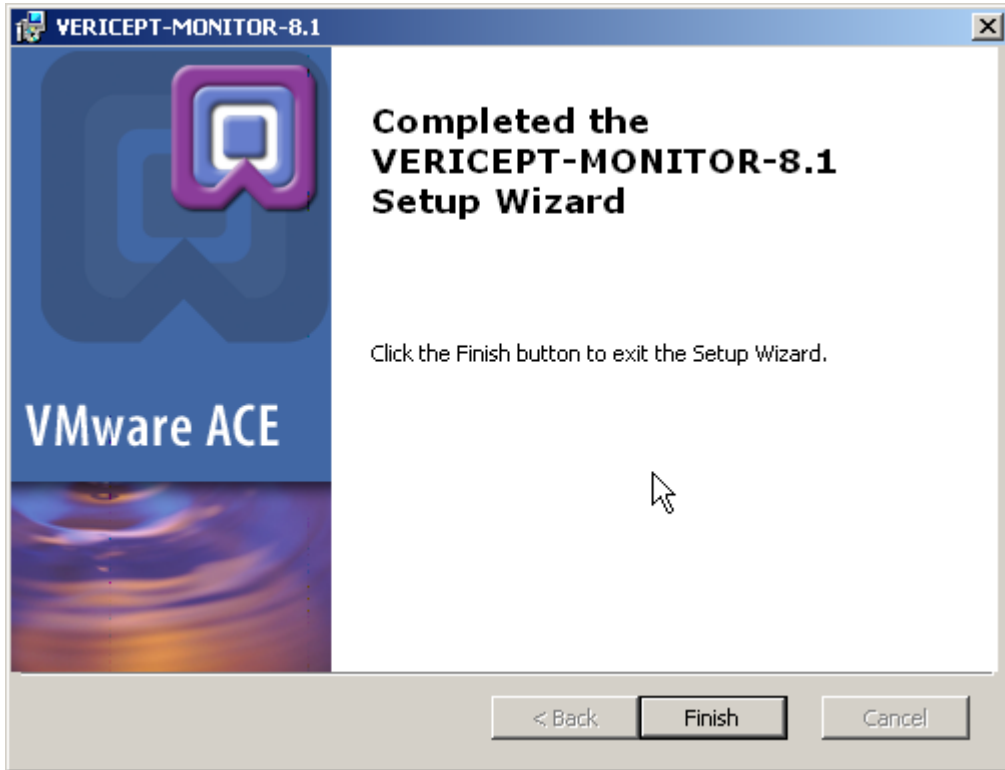 VERICEPT-MONITOR-8.1
Completed the
VERICEPT-MONITOR-8.1
Setup Wizard
Click the Finish button to exit the Setup Wizard.
VMware ACE
< Back
Finish
Cancel